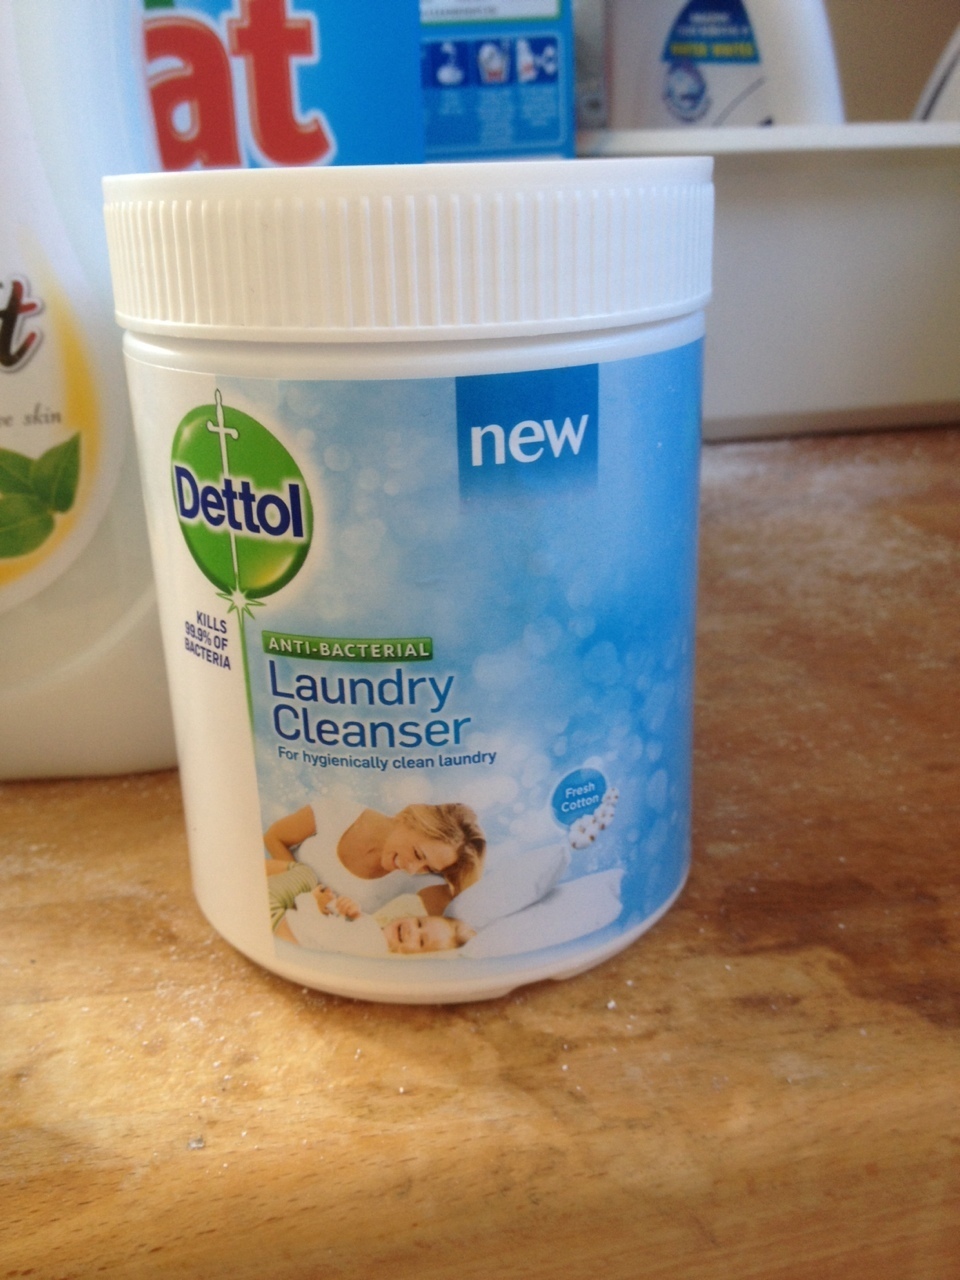 at
t
ve skin
new
Dettol
KILLS
99.9% OF
BACTERIA
ANTI-BACTERIAL
Laundry
Cleanser
For hygienically clean laundry
Fresh
Cotton